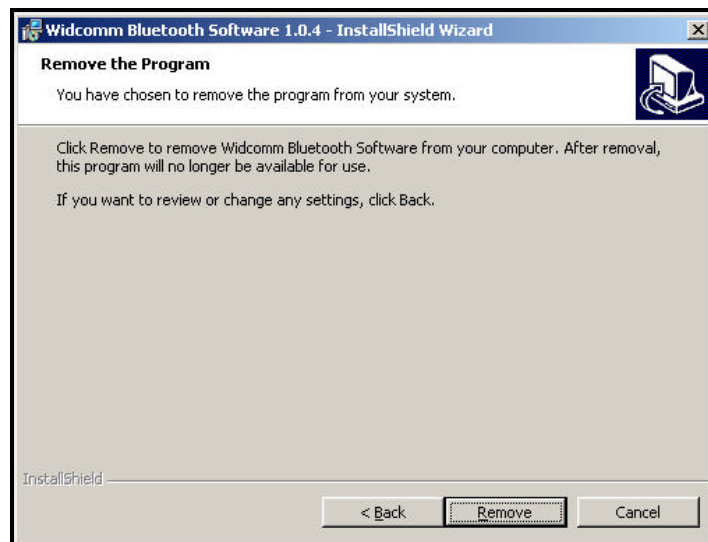 Widcomm Bluetooth Software 1.0.4 - InstallShield Wizard
Remove the Program
You have chosen to remove the program from your system.
Click Remove to remove Widcomm Bluetooth Software from your computer. After removal,
this program will no longer be available for use.
If you want to review or change any settings, click Back.
InstallShield
< Back Remove Cancel